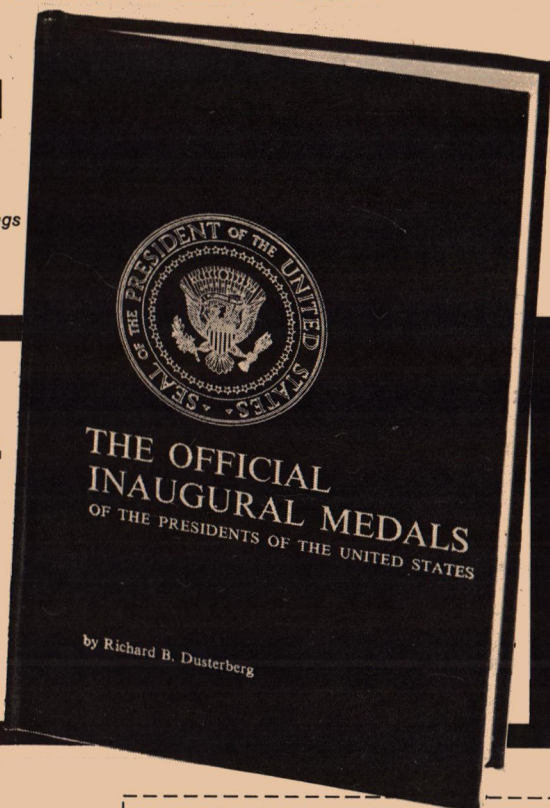 SEAL OF THE PRESIDENT OF THE UNITED STATES
THE OFFICIAL
INAUGURAL MEDALS
OF THE PRESIDENTS OF THE UNITED STATES
by Richard B. Dusterberg